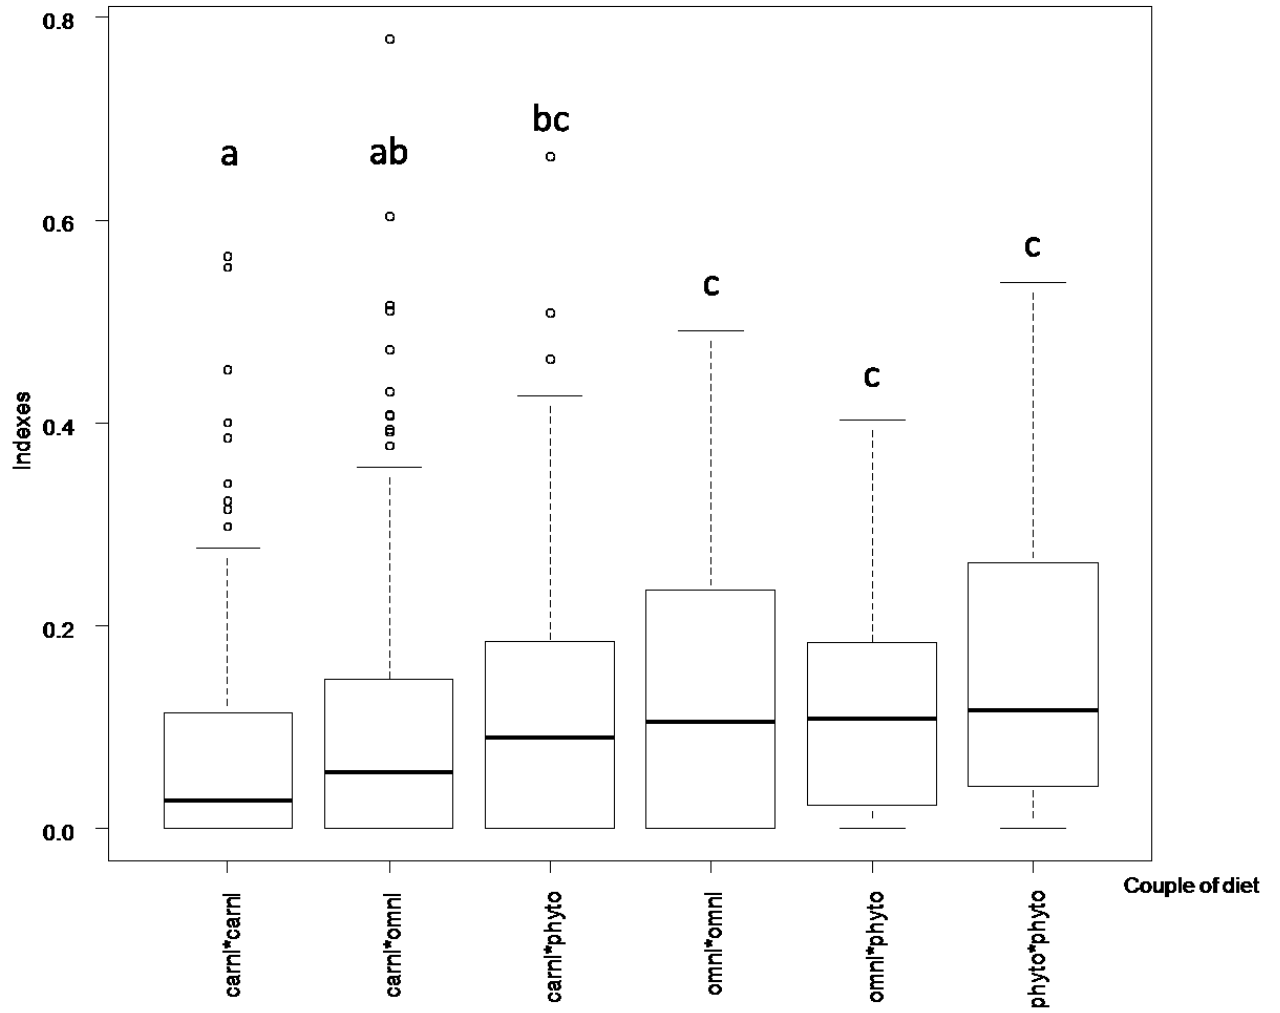 0.8
0.6
0.4
0.2
0.0
Indexes
a
ab
bc
c
c
c
carni*carni
carni*omni
carni*phyto
omni*omni
omni*phyto
phyto*phyto
Couple of diet